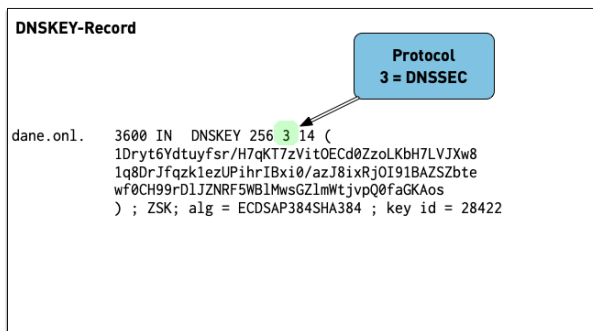 DNSKEY-Record
Protocol
3 = DNSSEC
dane.onl. 3600 IN DNSKEY 256 3 14 (
1Dryt6Ydtuyfsr/H7qKT7zVitOECd0ZzoLKbH7LVJXw8
1q8DrJfqzk1ezUPihrIBxi0/azJ8ixRjOI91BAZSZbte
wf0CH99rDlJZNRF5WBlMwsGZlmWtjvpQ0faGKAos
) ; ZSK; alg = ECDSAP384SHA384 ; key id = 28422